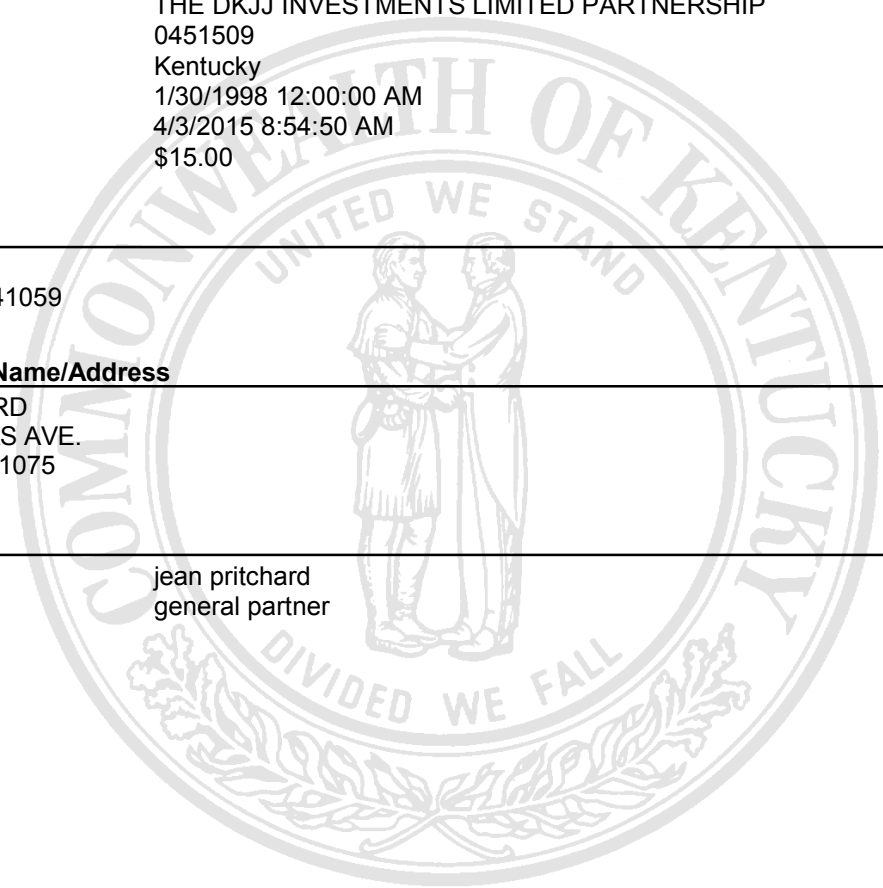 THE DKJJ INVESTMENTS LIMITED PARTNERSHIP
0451509
Kentucky
1/30/1998 12:00:00 AM
4/3/2015 8:54:50 AM
$15.00
41059
Name/Address
RD
S AVE.
1075
jean pritchard
general partner
COMMONWEALTH OF KENTUCKY
UNITED WE STAND
DIVIDED WE FALL